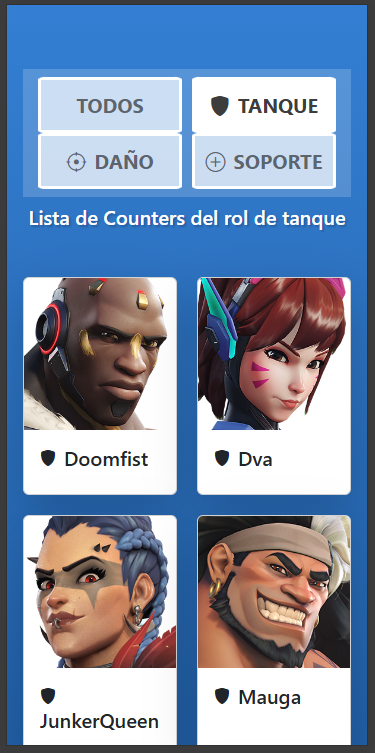 TODOS
TANQUE
DAÑO
SOPORTE
Lista de Counters del rol de tanque
Doomfist
Dva
JunkerQueen
Mauga